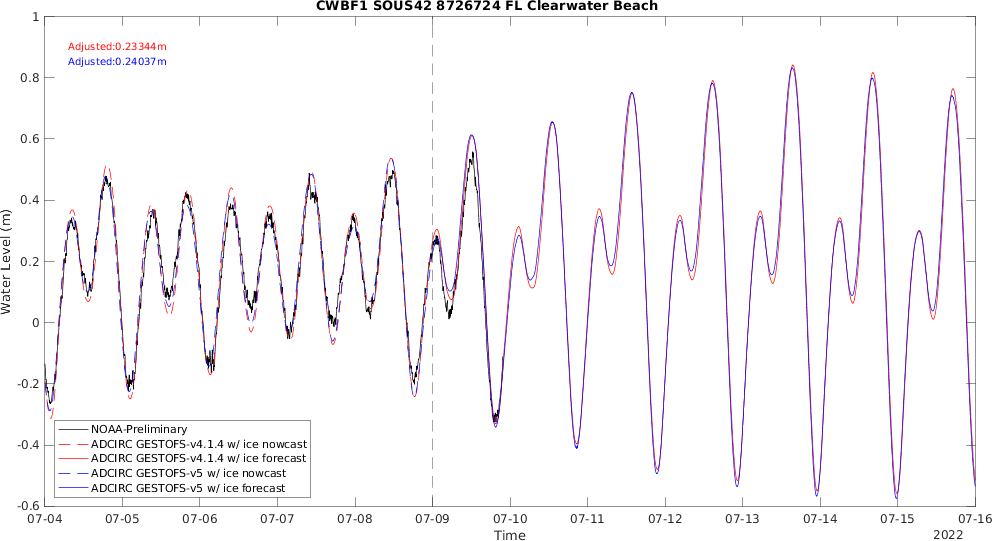 CWBF1 SOUS42 8726724 FL Clearwater Beach
Adjusted:0.23344m
Adjusted:0.24037m
Water Level (m)
1
0.8
0.6
0.4
0.2
0
-0.2
-0.4
-0.6
NOAA-Preliminary
ADCIRC GESTOFS-v4.1.4 w/ ice nowcast
ADCIRC GESTOFS-v4.1.4 w/ ice forecast
ADCIRC GESTOFS-v5 w/ ice nowcast
ADCIRC GESTOFS-v5 w/ ice forecast
07-04 07-05 07-06 07-07 07-08 07-09 07-10 07-11 07-12 07-13 07-14 07-15 07-16
Time
2022